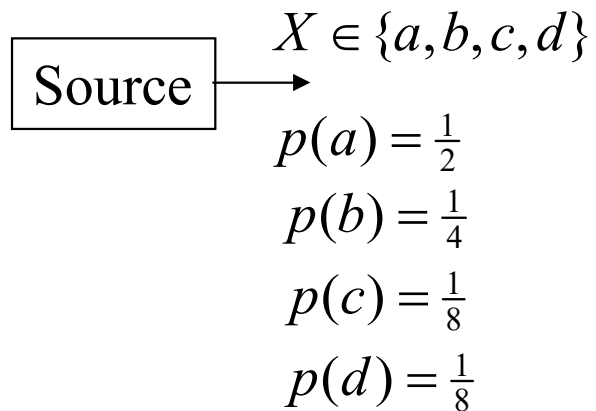 X ∈ {a,b,c,d}
Source
p(a) = 1/2
p(b) = 1/4
p(c) = 1/8
p(d) = 1/8